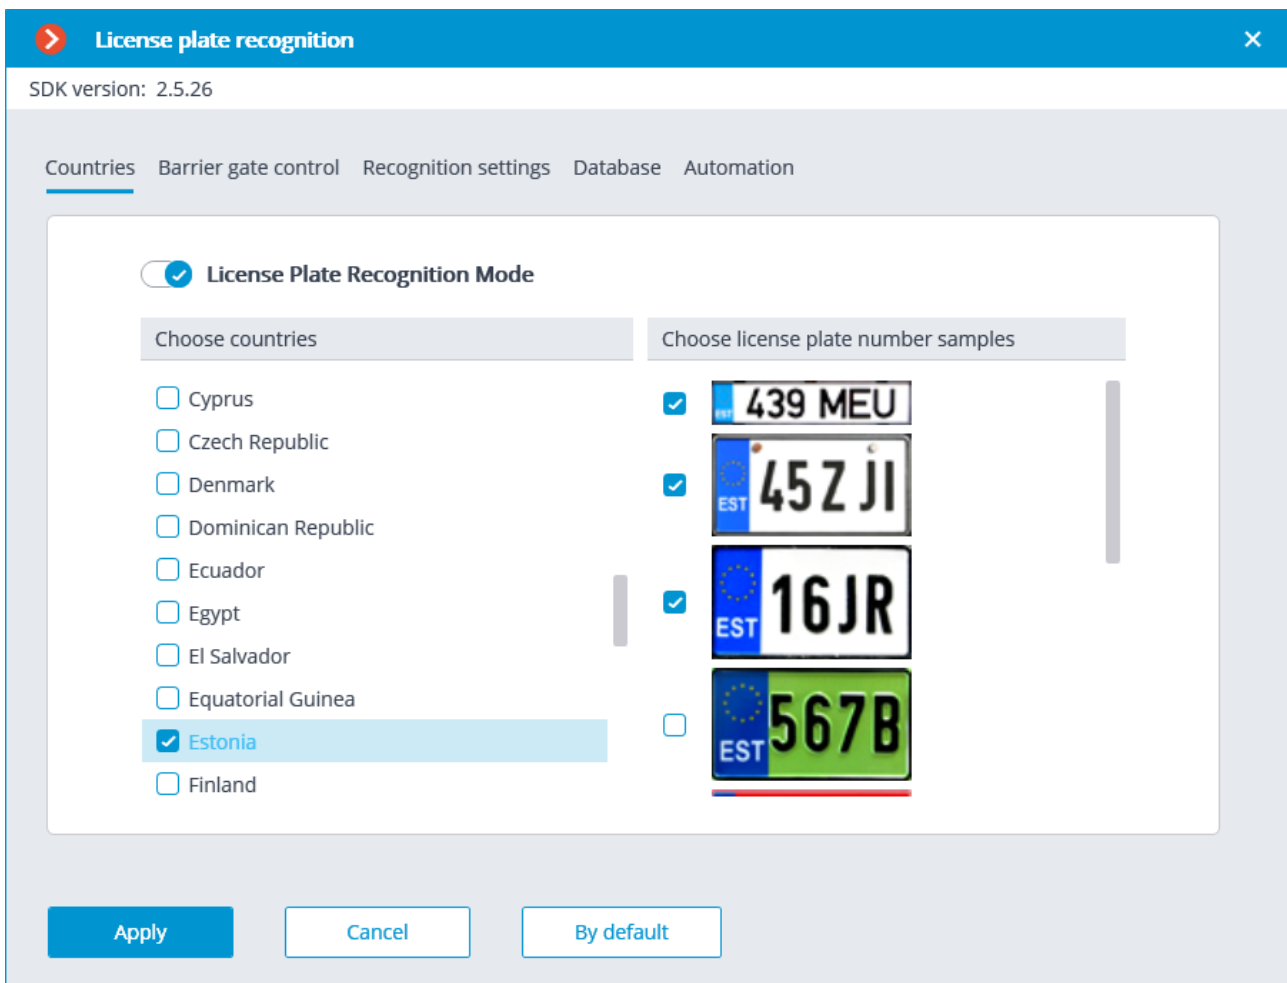 License plate recognition
SDK version: 2.5.26
Countries Barrier gate control Recognition settings Database Automation
License Plate Recognition Mode
Choose countries
Cyprus
Czech Republic
Denmark
Dominican Republic
Ecuador
Egypt
El Salvador
Equatorial Guinea
Estonia
Finland
Choose license plate number samples
EST 439 MEU
EST 45 Z JI
EST 16JR
EST 567B
Apply Cancel By default